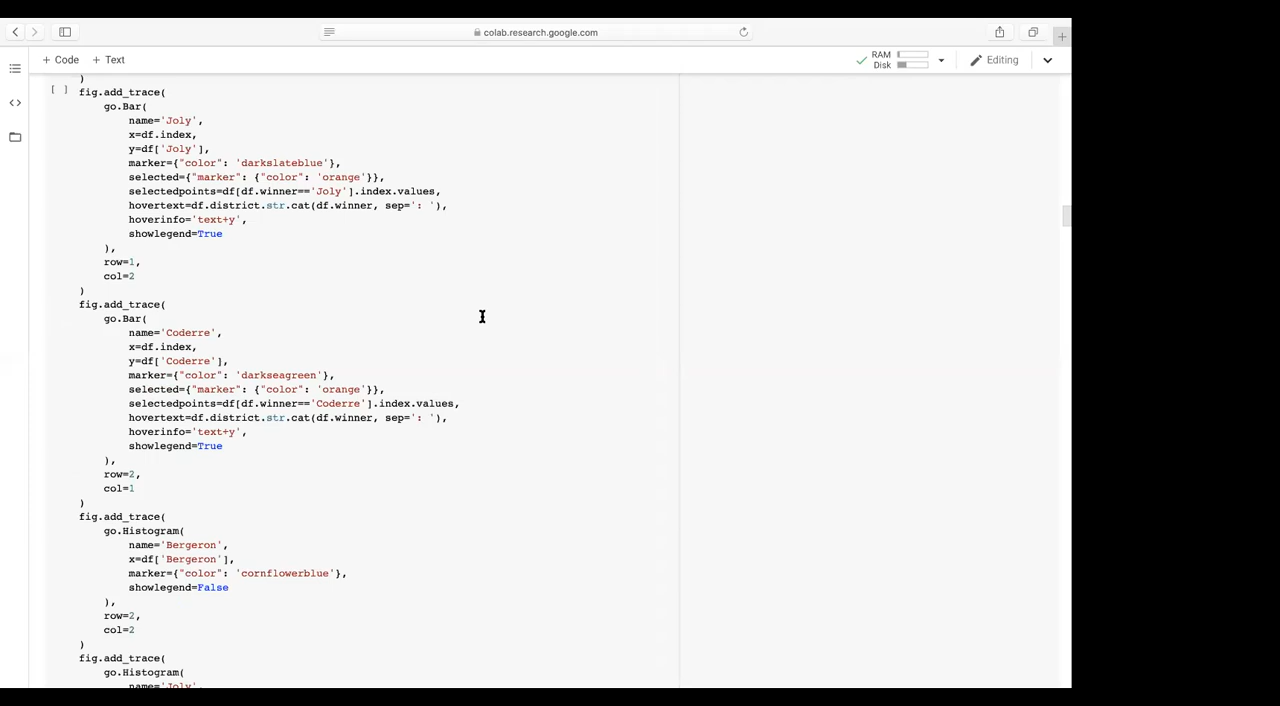 colab.research.google.com
+ Code + Text
RAM
Disk
Editing
)
[ ]
fig.add_trace(
go.Bar(
name='Joly',
x=df.index,
y=df['Joly'],
marker={"color": 'darkslateblue'},
selected={"marker": {"color": 'orange'}},
selectedpoints=df[df.winner=='Joly'].index.values,
hovertext=df.district.str.cat(df.winner, sep=': '),
hoverinfo='text+y',
showlegend=True
),
row=1,
col=2
)
fig.add_trace(
go.Bar(
name='Coderre',
x=df.index,
y=df['Coderre'],
marker={"color": 'darkseagreen'},
selected={"marker": {"color": 'orange'}},
selectedpoints=df[df.winner=='Coderre'].index.values,
hovertext=df.district.str.cat(df.winner, sep=': '),
hoverinfo='text+y',
showlegend=True
),
row=2,
col=1
)
fig.add_trace(
go.Histogram(
name='Bergeron',
x=df['Bergeron'],
marker={"color": 'cornflowerblue'},
showlegend=False
),
row=2,
col=2
)
fig.add_trace(
go.Histogram(
name='Joly,